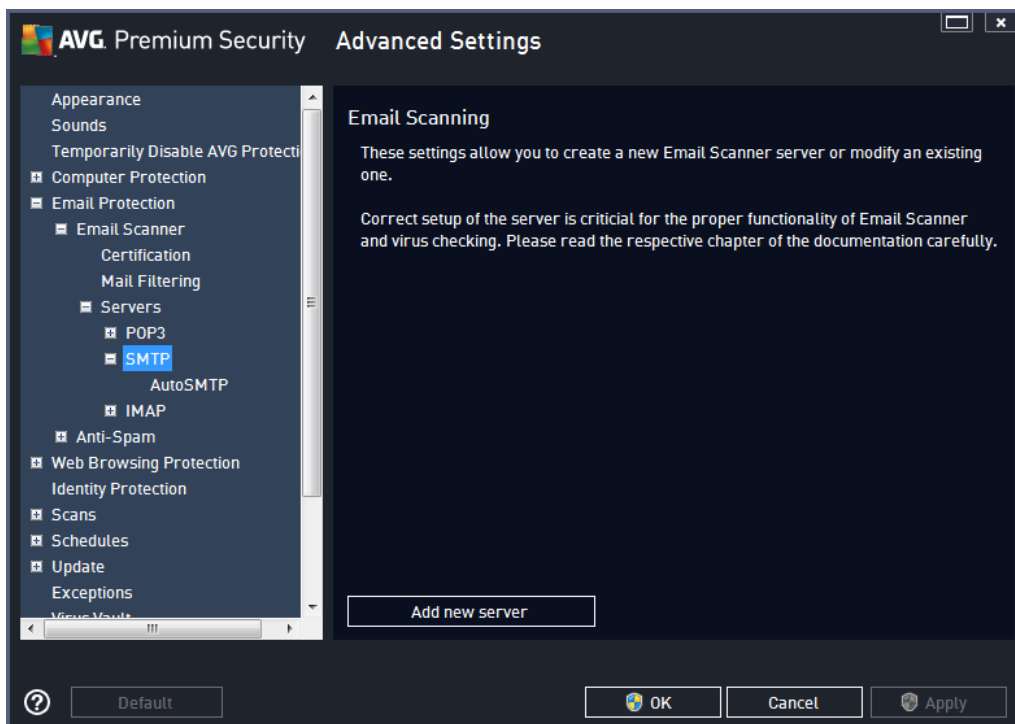 AVG. Premium Security
Advanced Settings
Appearance
Sounds
Temporarily Disable AVG Protecti
Computer Protection
Email Protection
Email Scanner
Certification
Mail Filtering
Servers
POP3
SMTP
AutoSMTP
IMAP
Anti-Spam
Web Browsing Protection
Identity Protection
Scans
Schedules
Update
Exceptions
Virus Vault
Email Scanning
These settings allow you to create a new Email Scanner server or modify an existing
one.
Correct setup of the server is criticial for the proper functionality of Email Scanner
and virus checking. Please read the respective chapter of the documentation carefully.
Add new server
Default
OK
Cancel
Apply